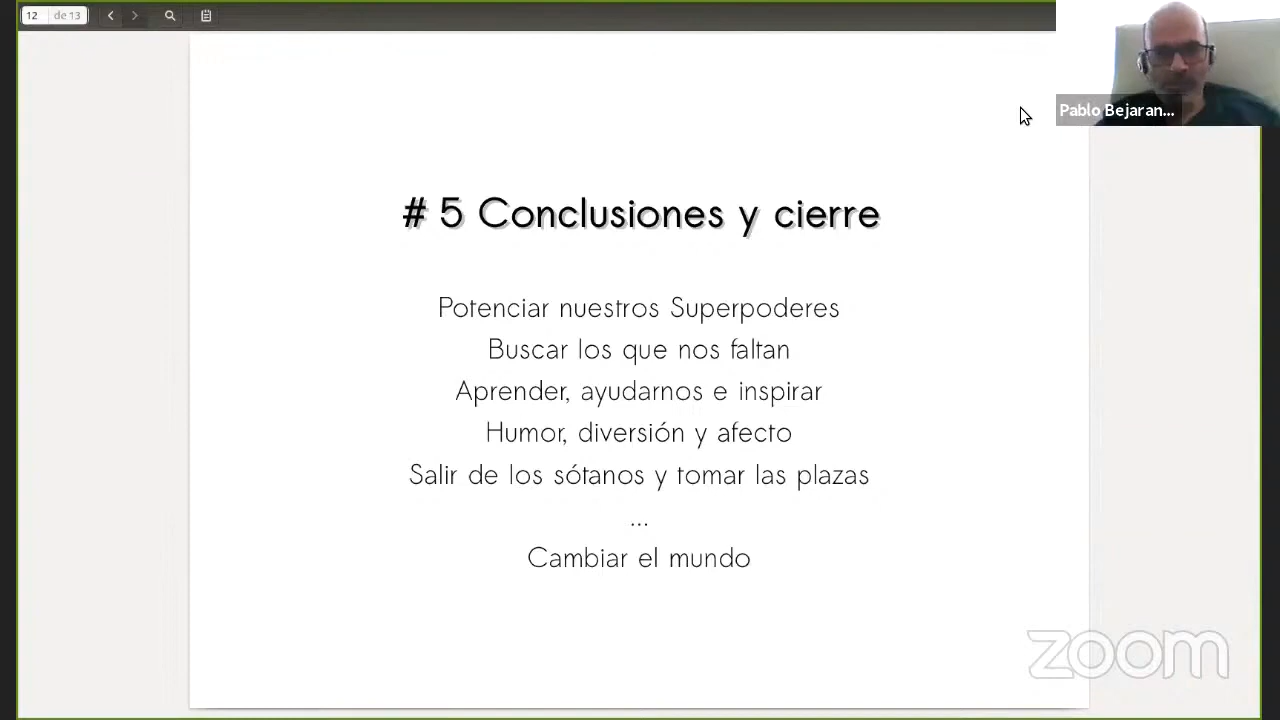 12 de 13
Pablo Bejaran...
# 5 Conclusiones y cierre
Potenciar nuestros Superpoderes
Buscar los que nos faltan
Aprender, ayudarnos e inspirar
Humor, diversión y afecto
Salir de los sótanos y tomar las plazas
...
Cambiar el mundo
zoom